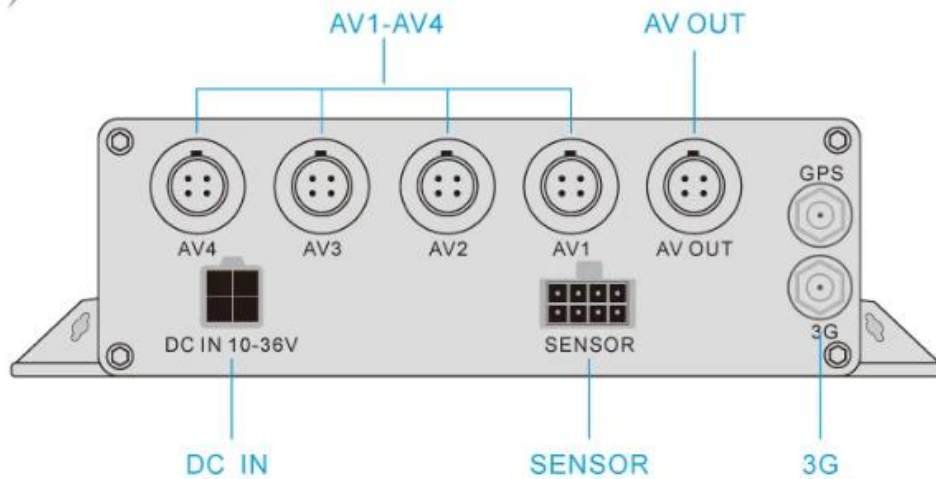 AV1-AV4 AV OUT
GPS
AV4 AV3 AV2 AV1 AV OUT
DC IN 10-36V SENSOR 3G
DC IN SENSOR 3G